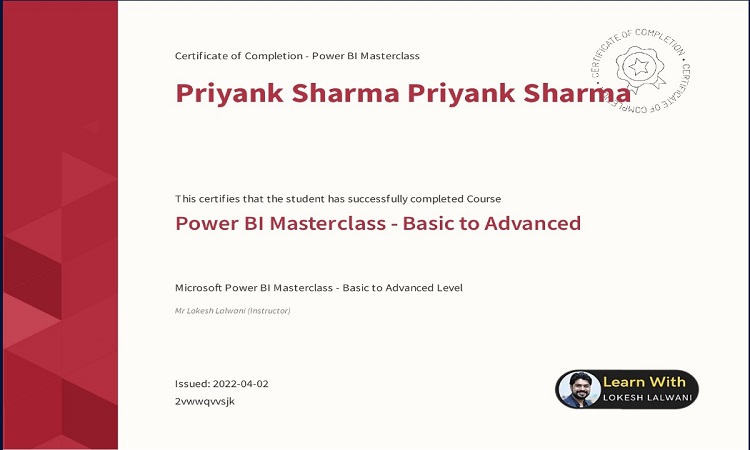 Certificate of Completion - Power BI Masterclass
Priyank Sharma Priyank Sharma
CERTIFICATE OF COMPLETION • CERTIFICATE OF COMPLETION •
This certifies that the student has successfully completed Course
Power BI Masterclass - Basic to Advanced
Microsoft Power BI Masterclass - Basic to Advanced Level
Mr Lokesh Lalwani (Instructor)
Issued: 2022-04-02
2vwwqvvsjk
Learn With
LOKESH LALWANI